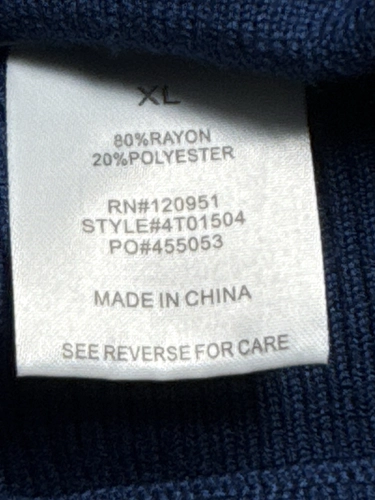 XL
80%RAYON
20%POLYESTER
RN#120951
STYLE#4T01504
PO#455053
MADE IN CHINA
SEE REVERSE FOR CARE